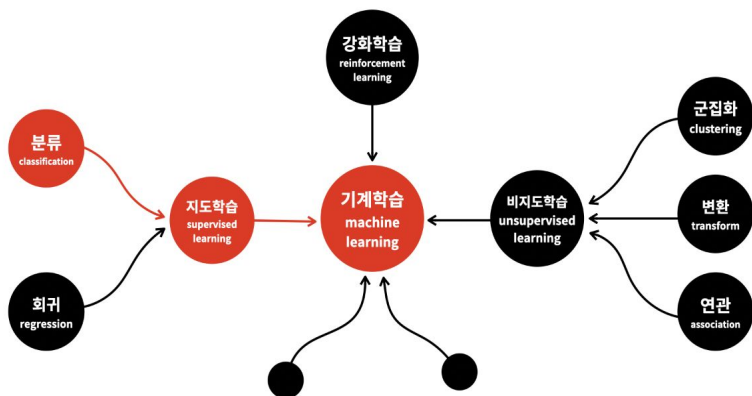 강화학습
reinforcement
learning
분류
classification
지도학습
supervised
learning
회귀
regression
기계학습
machine
learning
비지도학습
unsupervised
learning
군집화
clustering
변환
transform
연관
association